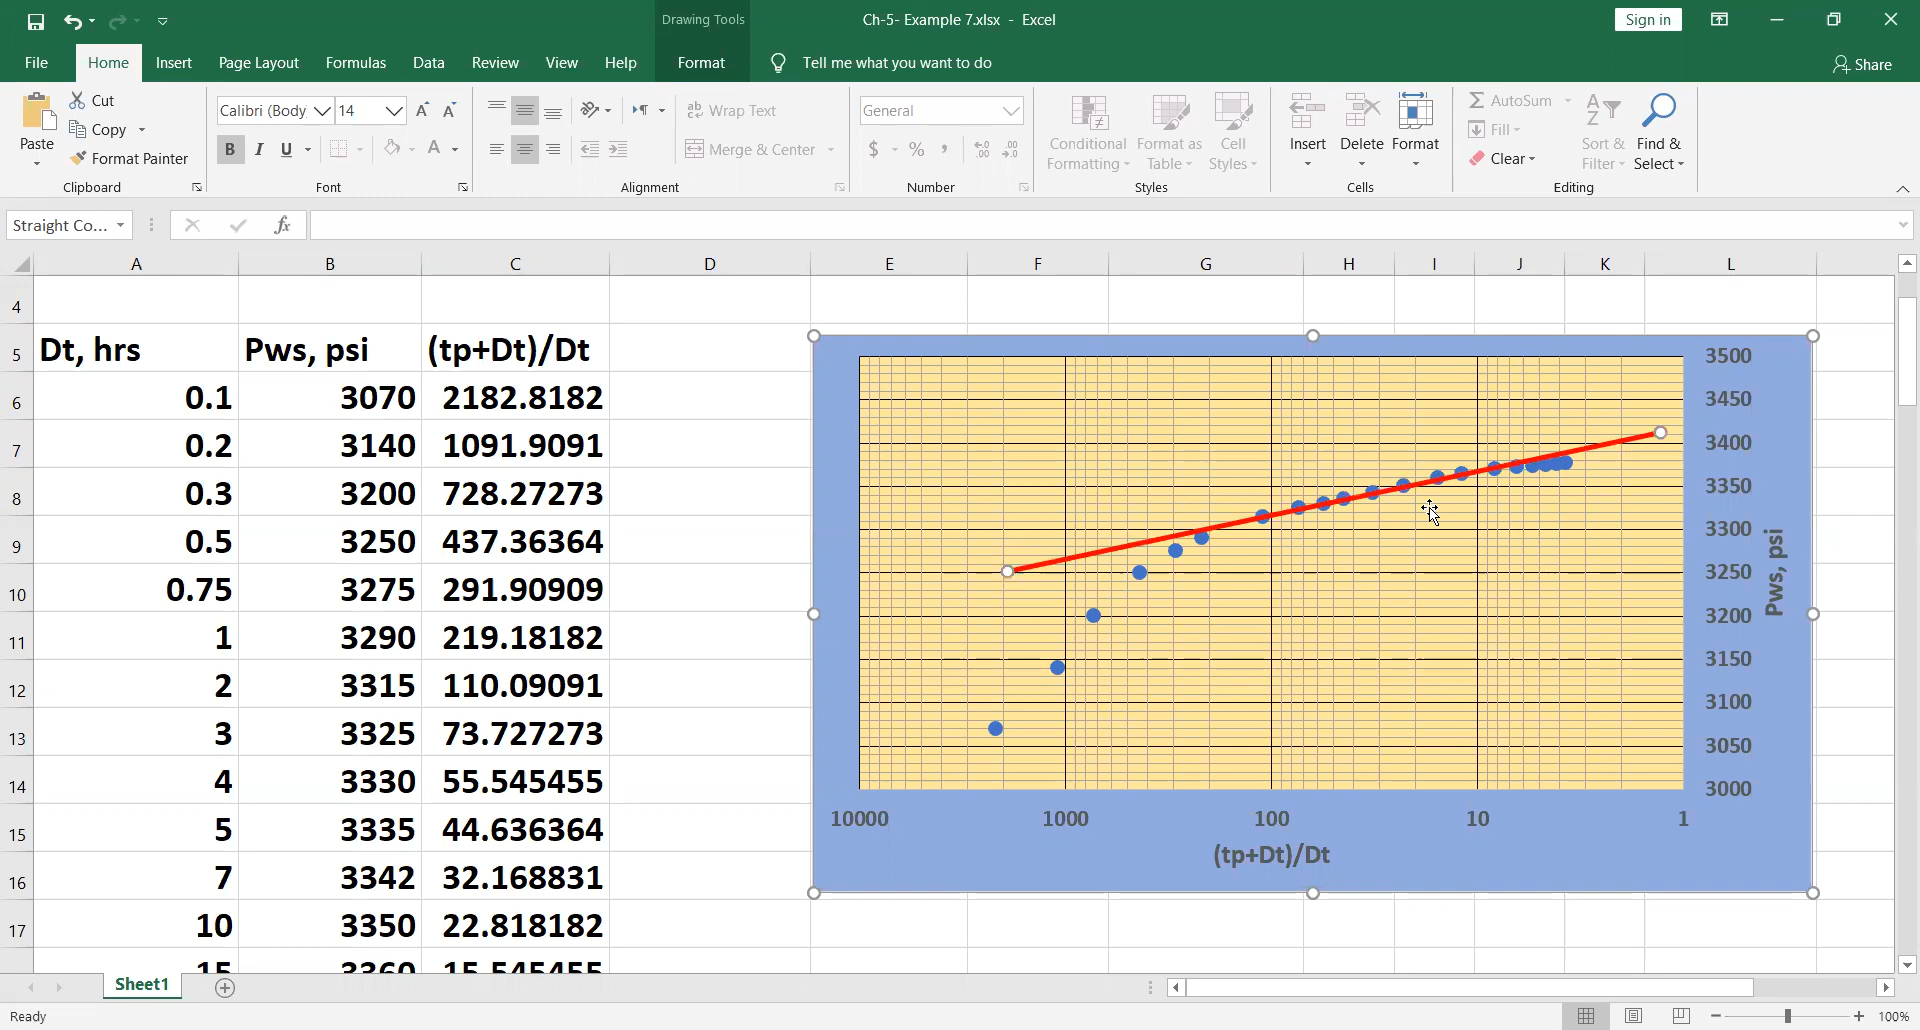 Drawing Tools
Ch-5- Example 7.xlsx - Excel
Sign in
File Home Insert Page Layout Formulas Data Review View Help Format Tell me what you want to do Share
Paste
Cut
Copy
Format Painter
Clipboard
Calibri (Body 14
B I U
Font
Wrap Text
Merge & Center
Alignment
General
$ % ,
Number
Conditional Formatting
Format as Table
Cell Styles
Styles
Insert Delete Format
Cells
AutoSum
Fill
Clear
Sort & Filter
Find & Select
Editing
Straight Co...
fx
A B C D E F G H I J K L
4
5 Dt, hrs Pws, psi (tp+Dt)/Dt
6 0.1 3070 2182.8182
7 0.2 3140 1091.9091
8 0.3 3200 728.27273
9 0.5 3250 437.36364
10 0.75 3275 291.90909
11 1 3290 219.18182
12 2 3315 110.09091
13 3 3325 73.727273
14 4 3330 55.545455
15 5 3335 44.636364
16 7 3342 32.168831
17 10 3350 22.818182
15 3360 15.545455
3500
3450
3400
3350
3300
3250
3200
3150
3100
3050
3000
Pws, psi
10000 1000 100 10 1
(tp+Dt)/Dt
Sheet1
Ready
100%